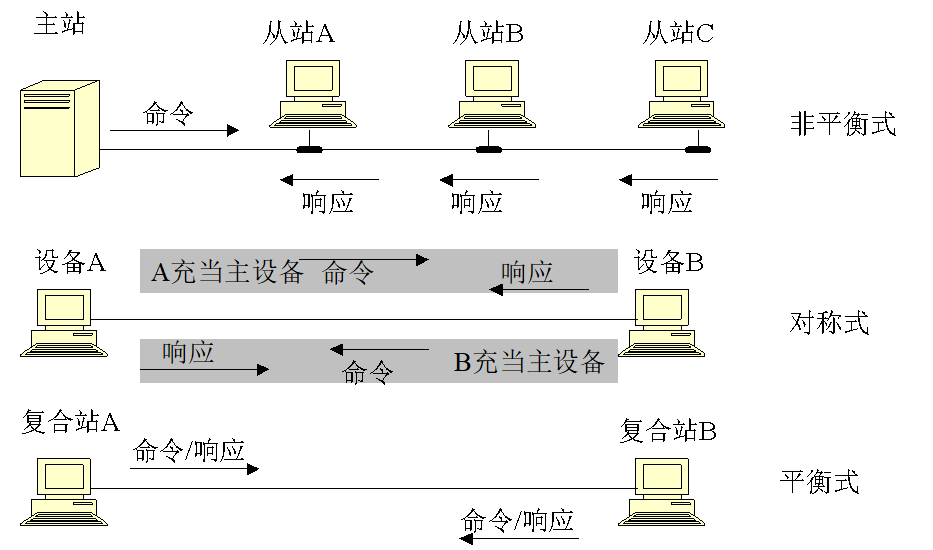 主站
从站A
从站B
从站C
命令
非平衡式
响应
响应
响应
设备A
A充当主设备
命令
响应
设备B
对称式
响应
命令
B充当主设备
复合站A
命令/响应
复合站B
平衡式
命令/响应